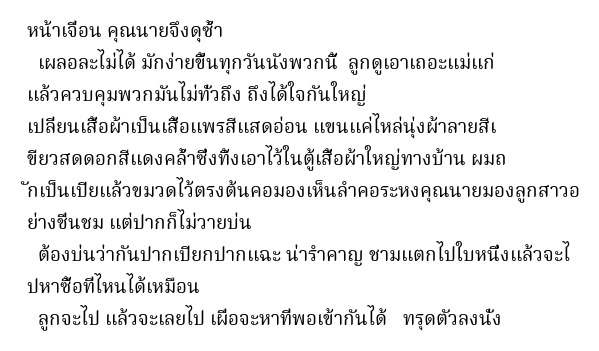 หน้าเจื่อน คุณนายจึงดุซ้ำ
เผลอละไม่ได้ มักง่ายขึ้นทุกวันนังพวกนี้ ลูกดูเอาเถอะแม่แก่
แล้วควบคุมพวกมันไม่ทั่วถึง ถึงได้ใจกันใหญ่
เปลี่ยนเสื้อผ้าเป็นเสื้อแพรสีแสดอ่อน แขนแค่ไหล่นุ่งผ้าลายสีเ
ขียวสดดอกสีแดงคล้ำซึ่งทิ้งเอาไว้ในตู้เสื้อผ้าใหญ่ทางบ้าน ผมถ
ักเป็นเปียแล้วขมวดไว้ตรงต้นคอมองเห็นลำคอระหงคุณนายมองลูกสาวอ
ย่างชื่นชม แต่ปากก็ไม่วายบ่น
ต้องบ่นว่ากันปากเปียกปากแฉะ น่ารำคาญ ชามแตกไปใบหนึ่งแล้วจะไ
ปหาซื้อที่ไหนได้เหมือน
ลูกจะไป แล้วจะเลยไป เผื่อจะหาที่พอเข้ากันได้ ทรุดตัวลงนั่ง